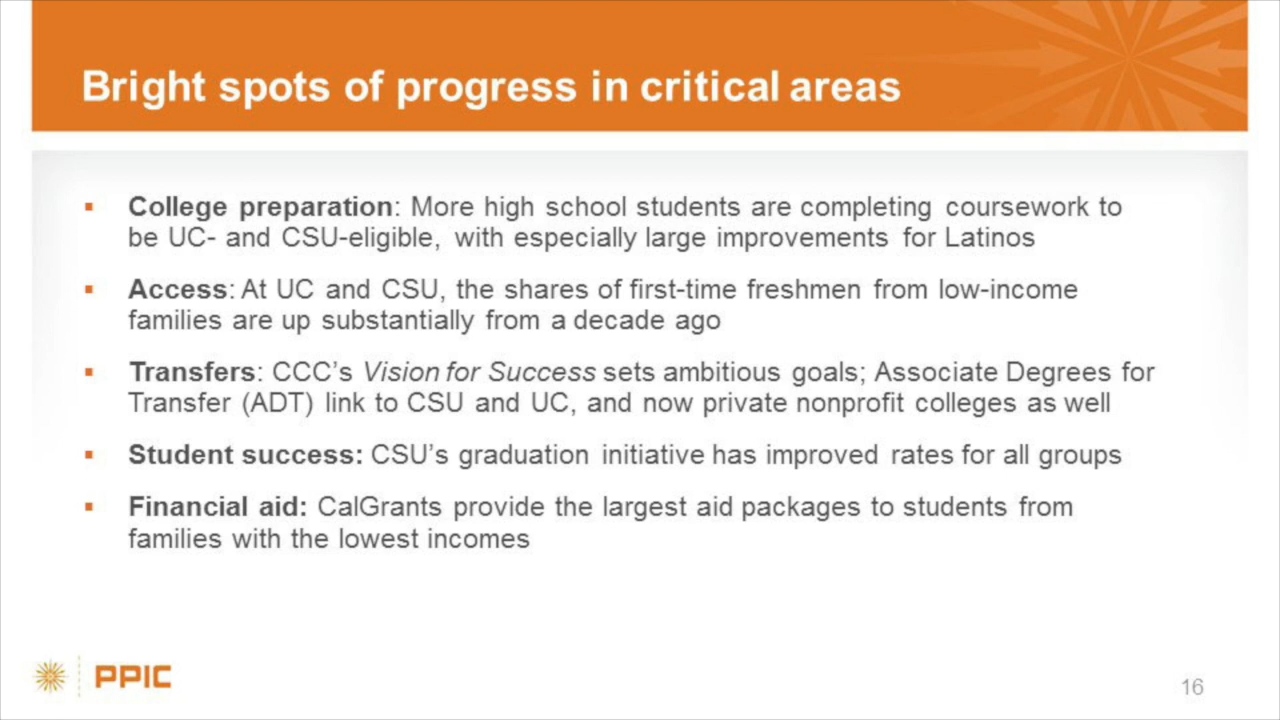 Bright spots of progress in critical areas
▪ College preparation: More high school students are completing coursework to
be UC- and CSU-eligible, with especially large improvements for Latinos
▪ Access: At UC and CSU, the shares of first-time freshmen from low-income
families are up substantially from a decade ago
▪ Transfers: CCC’s Vision for Success sets ambitious goals; Associate Degrees for
Transfer (ADT) link to CSU and UC, and now private nonprofit colleges as well
▪ Student success: CSU’s graduation initiative has improved rates for all groups
▪ Financial aid: CalGrants provide the largest aid packages to students from
families with the lowest incomes
PPIC
16